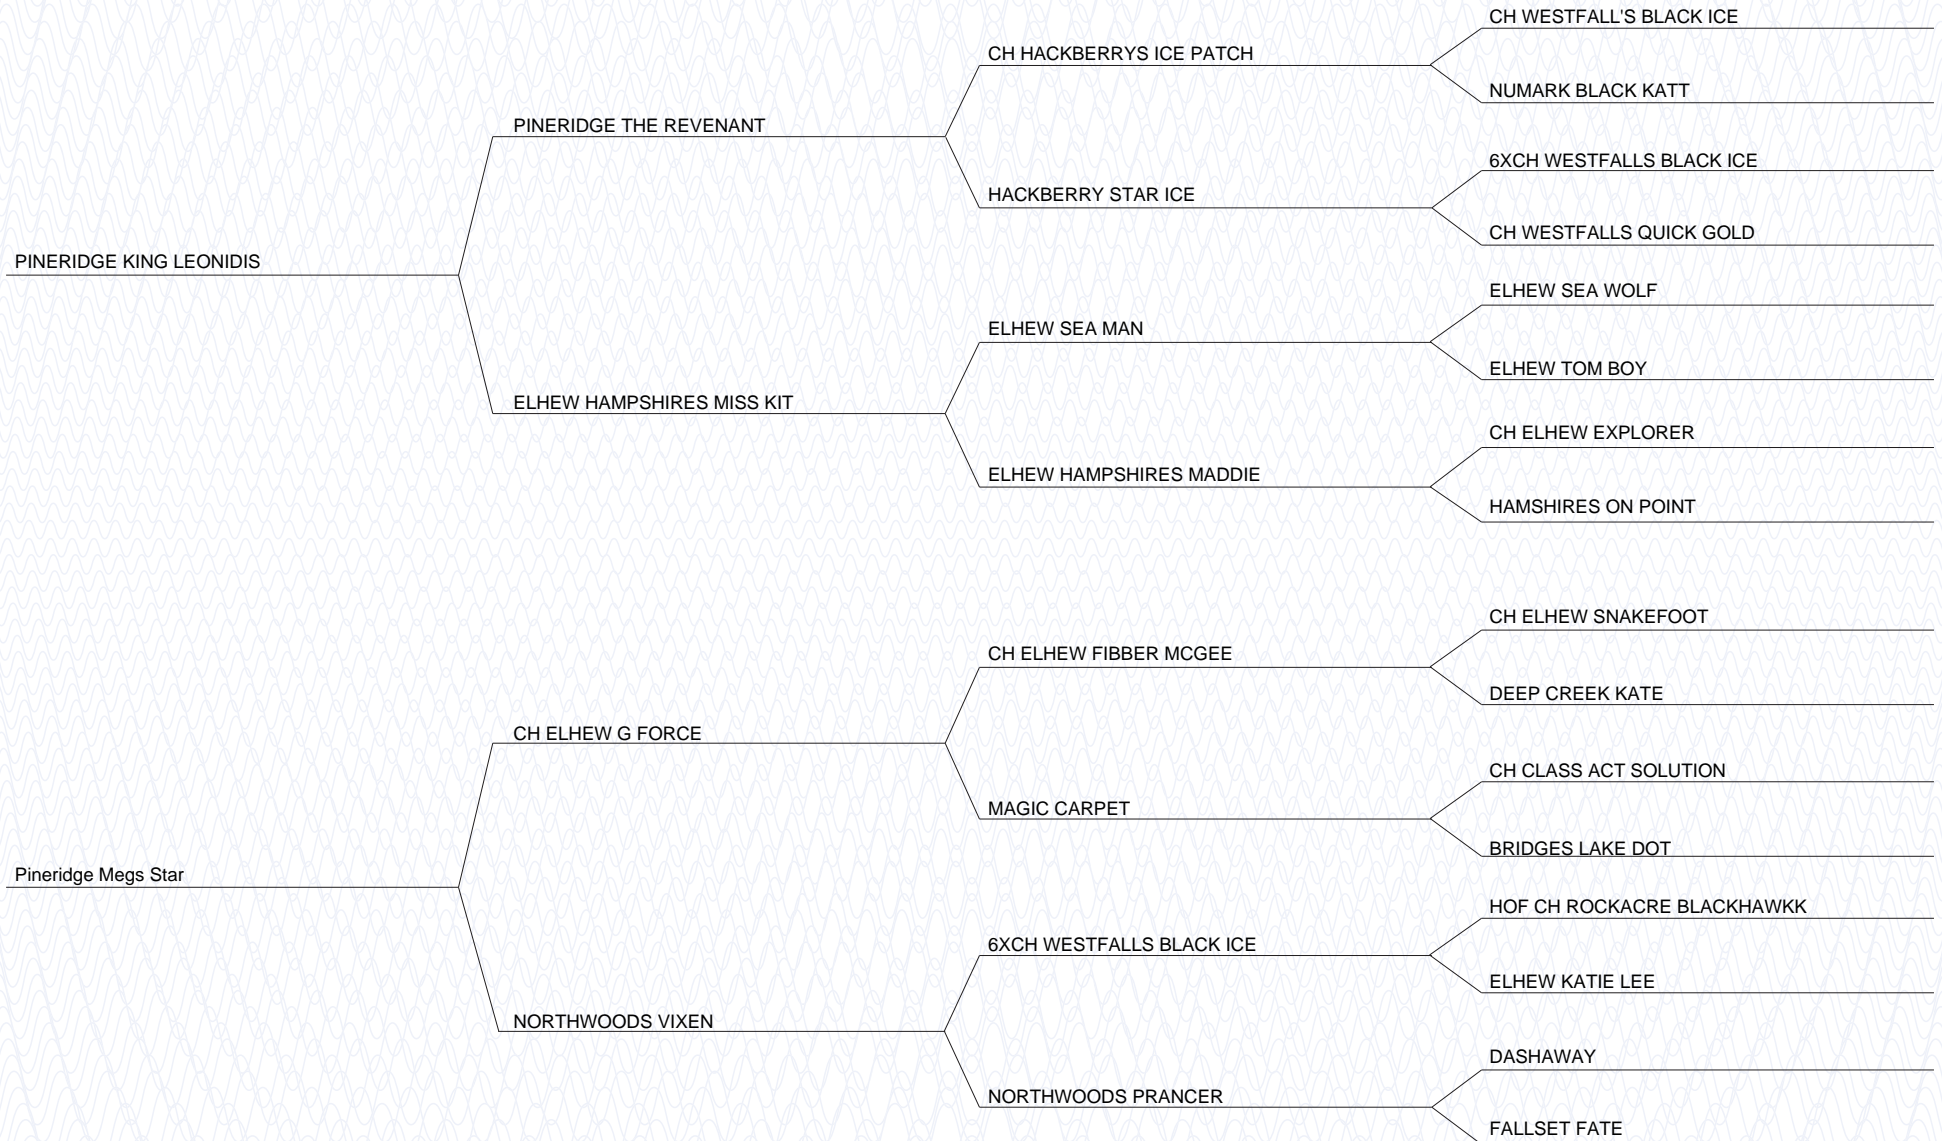 CH WESTFALL'S BLACK ICE
CH HACKBERRYS ICE PATCH
NUMARK BLACK KATT
PINERIDGE THE REVENANT
6XCH WESTFALLS BLACK ICE
HACKBERRY STAR ICE
CH WESTFALLS QUICK GOLD
PINERIDGE KING LEONIDIS
ELHEW SEA WOLF
ELHEW SEA MAN
ELHEW TOM BOY
ELHEW HAMPSHIRES MISS KIT
CH ELHEW EXPLORER
ELHEW HAMPSHIRES MADDIE
HAMSHIRES ON POINT
CH ELHEW SNAKEFOOT
CH ELHEW FIBBER MCGEE
DEEP CREEK KATE
CH ELHEW G FORCE
CH CLASS ACT SOLUTION
MAGIC CARPET
BRIDGES LAKE DOT
Pineridge Megs Star
HOF CH ROCKACRE BLACKHAWKK
6XCH WESTFALLS BLACK ICE
ELHEW KATIE LEE
NORTHWOODS VIXEN
DASHAWAY
NORTHWOODS PRANCER
FALLSET FATE